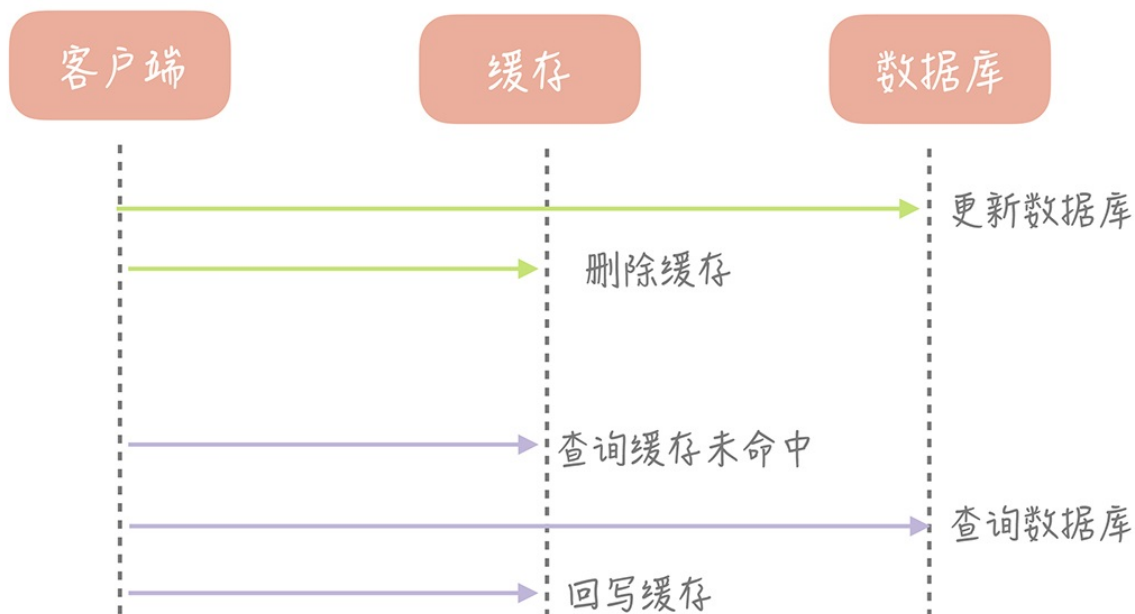 客户端
缓存
数据库
更新数据库
删除缓存
查询缓存未命中
查询数据库
回写缓存